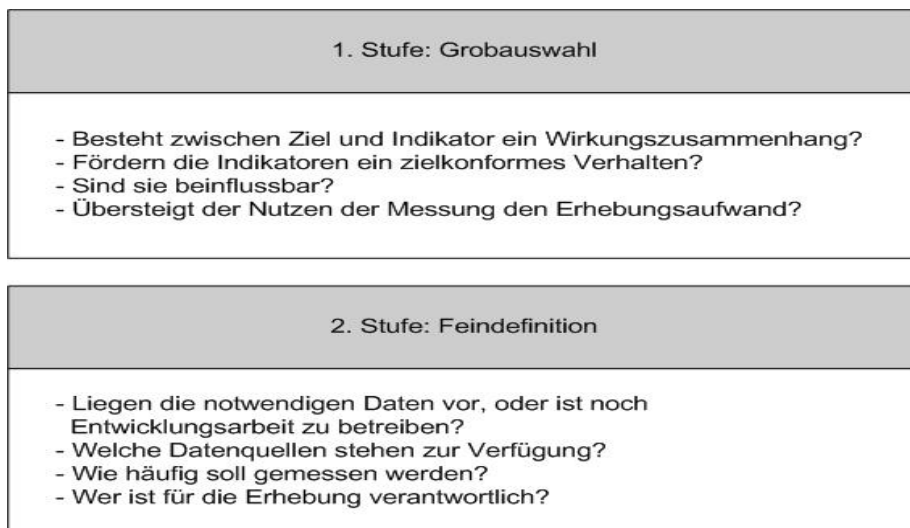 1. Stufe: Grobauswahl
- Besteht zwischen Ziel und Indikator ein Wirkungszusammenhang?
- Fördern die Indikatoren ein zielkonformes Verhalten?
- Sind sie beinflussbar?
- Übersteigt der Nutzen der Messung den Erhebungsaufwand?
2. Stufe: Feindefinition
- Liegen die notwendigen Daten vor, oder ist noch
Entwicklungsarbeit zu betreiben?
- Welche Datenquellen stehen zur Verfügung?
- Wie häufig soll gemessen werden?
- Wer ist für die Erhebung verantwortlich?